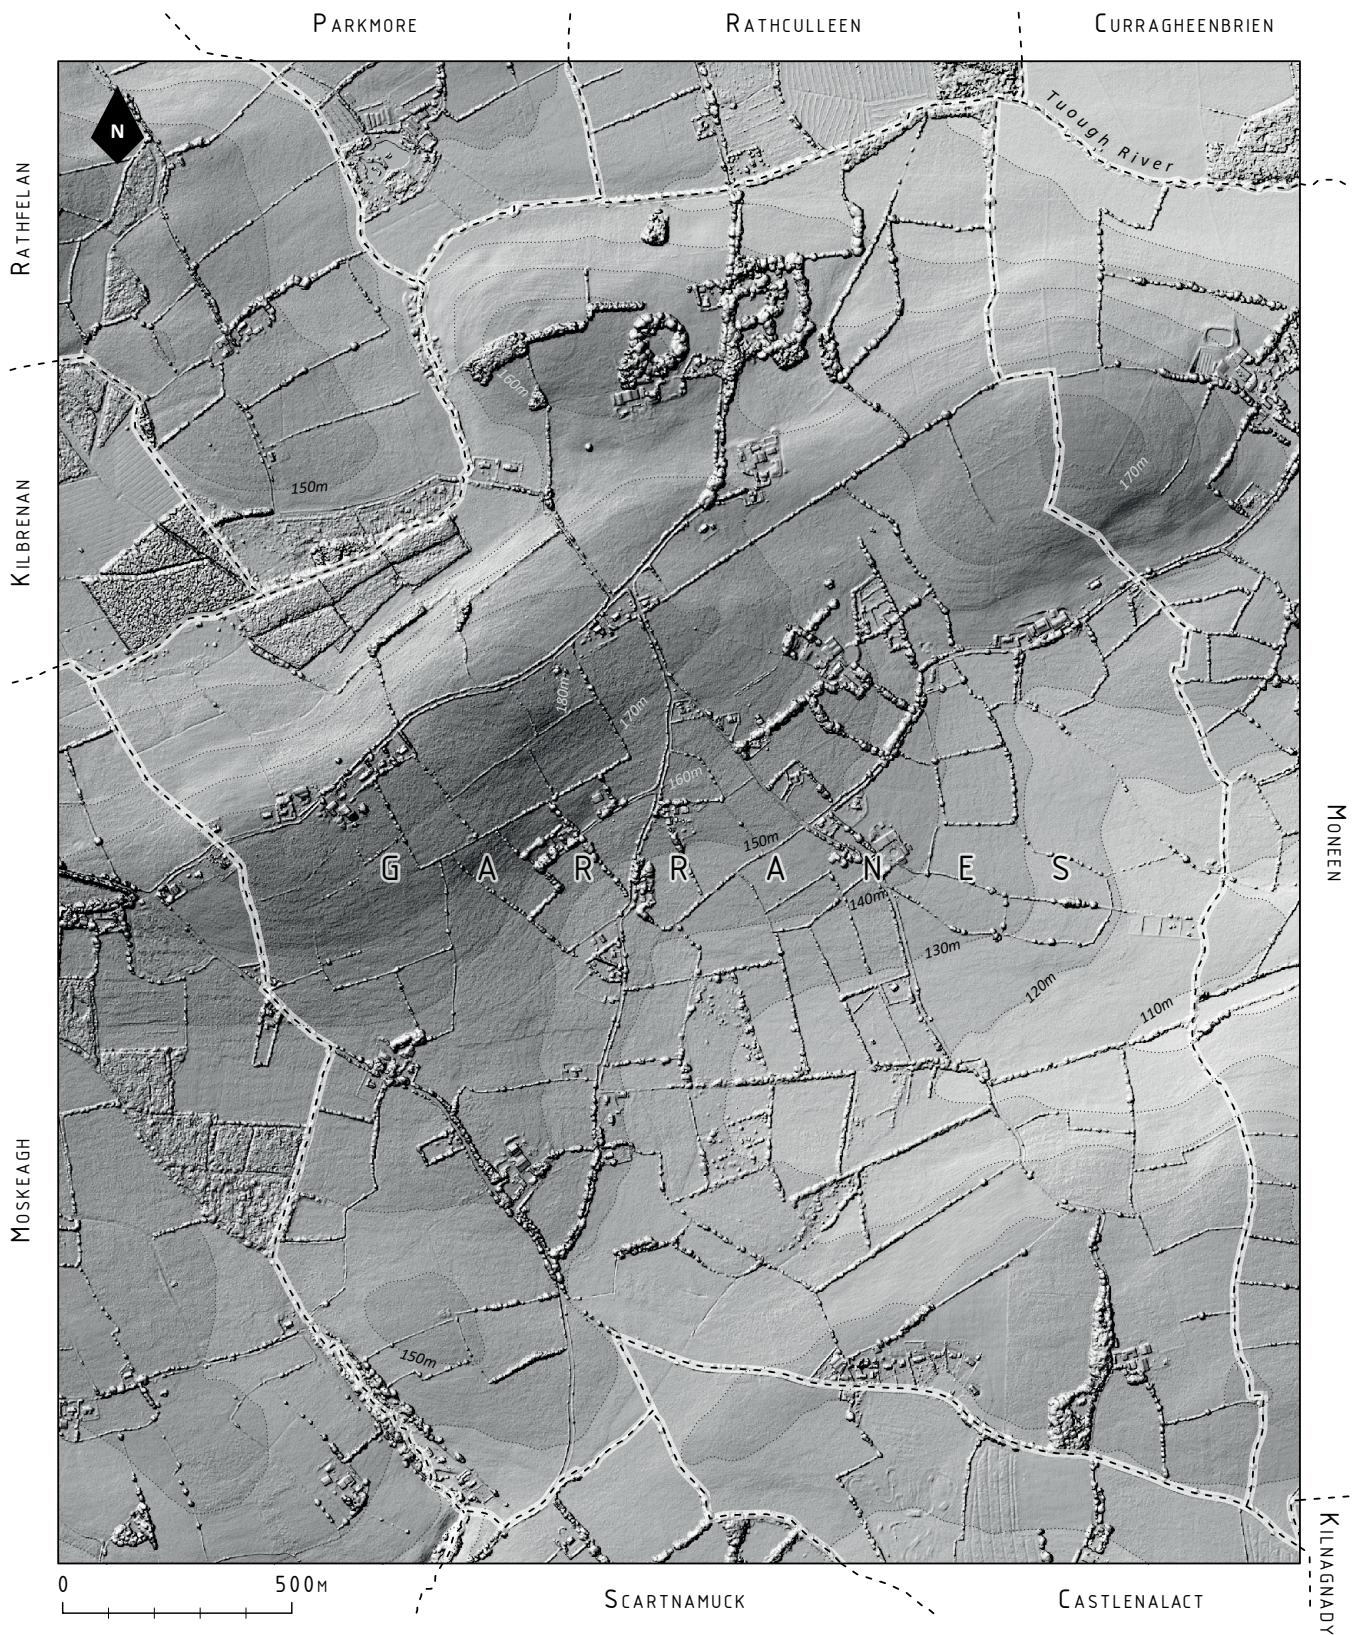 Parkmore
Rathculleen
Curragheenbrien
N
Tuough River
Rathfelan
160m
150m
170m
Kilbrenan
180m
170m
160m
150m
GARRANES
140m
130m
120m
110m
Moneen
Moskeagh
150m
Kilnagnady
0 500m
Scartnamuck
Castlenalact